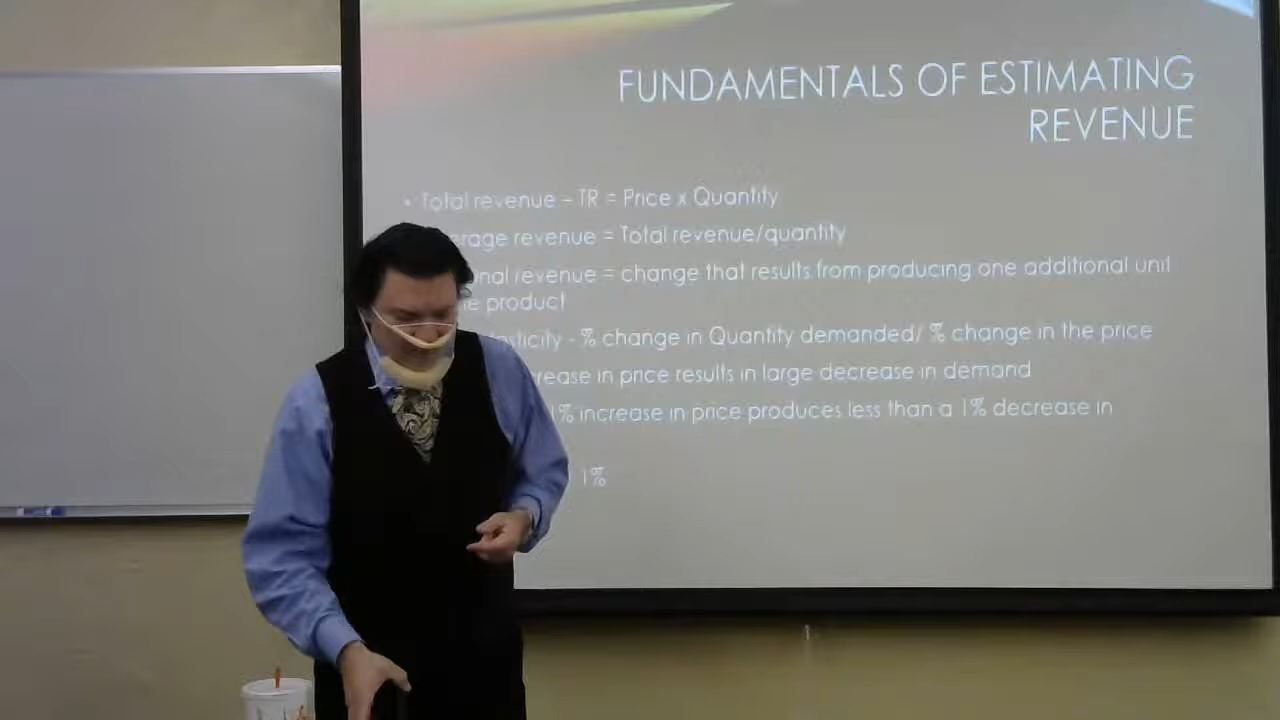 FUNDAMENTALS OF ESTIMATING
REVENUE
• Total revenue – TR = Price x Quantity
erage revenue = Total revenue/quantity
nal revenue = change that results from producing one additional unit
e product
sticity - % change in Quantity demanded/ % change in the price
rease in price results in large decrease in demand
1% increase in price produces less than a 1% decrease in
1%